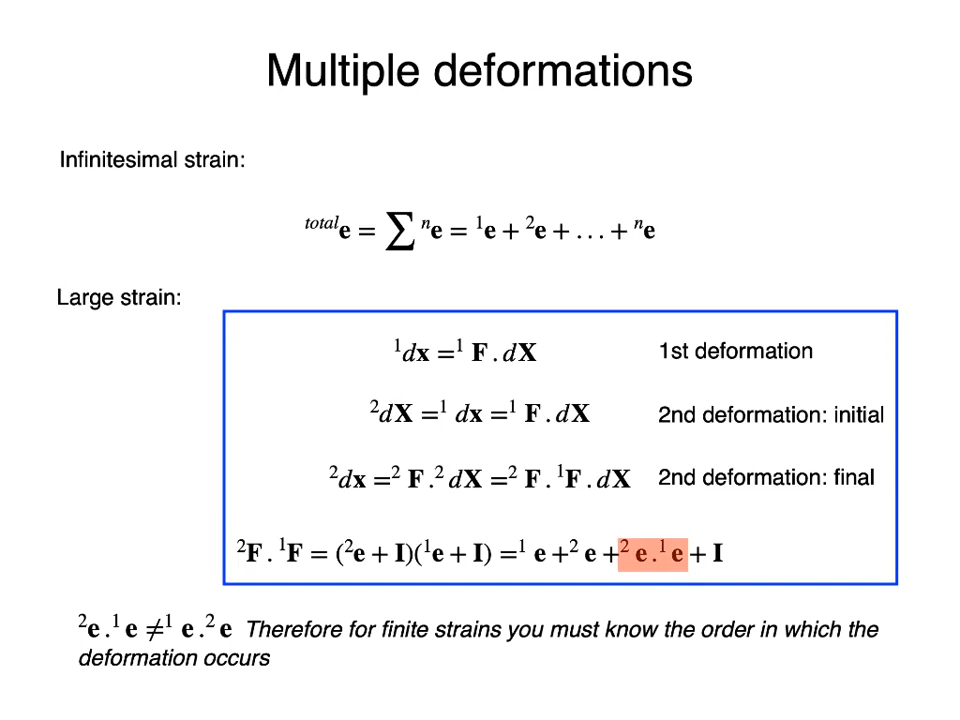 Multiple deformations
Infinitesimal strain:
ᵗᵒᵗᵃˡe = ∑ ⁿe = ¹e + ²e + . . . + ⁿe
Large strain:
¹dx =¹ F . dX 1st deformation
²dX =¹ dx =¹ F . dX 2nd deformation: initial
²dx =² F .² dX =² F . ¹F . dX 2nd deformation: final
²F . ¹F = (²e + I)(¹e + I) =¹ e +² e +² e .¹ e + I
²e .¹ e ≠¹ e .² e Therefore for finite strains you must know the order in which the
deformation occurs